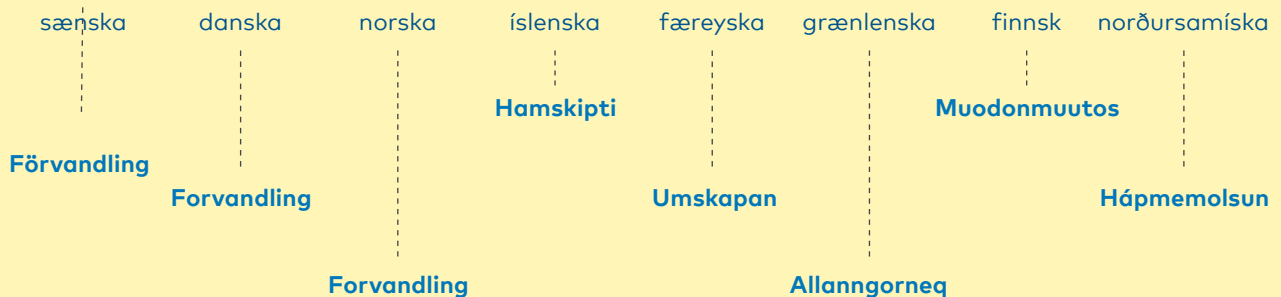 sænska danska norska íslenska færeyska grænlenska finnsk norðursamíska
Hamskipti Muodonmuutos
Förvandling
Forvandling Umskapan Hápmemolsun
Forvandling Allanngorneq